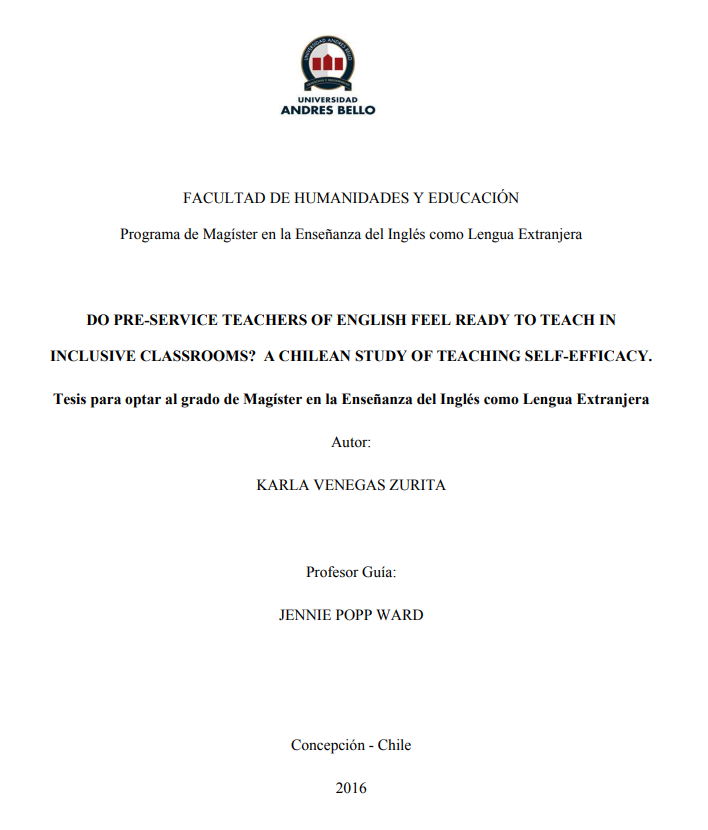 UNIVERSIDAD ANDRES BELLO
UNIVERSIDAD
ANDRES BELLO
FACULTAD DE HUMANIDADES Y EDUCACIÓN
Programa de Magíster en la Enseñanza del Inglés como Lengua Extranjera
DO PRE-SERVICE TEACHERS OF ENGLISH FEEL READY TO TEACH IN
INCLUSIVE CLASSROOMS?  A CHILEAN STUDY OF TEACHING SELF-EFFICACY.
Tesis para optar al grado de Magíster en la Enseñanza del Inglés como Lengua Extranjera
Autor:
KARLA VENEGAS ZURITA
Profesor Guía:
JENNIE POPP WARD
Concepción - Chile
2016